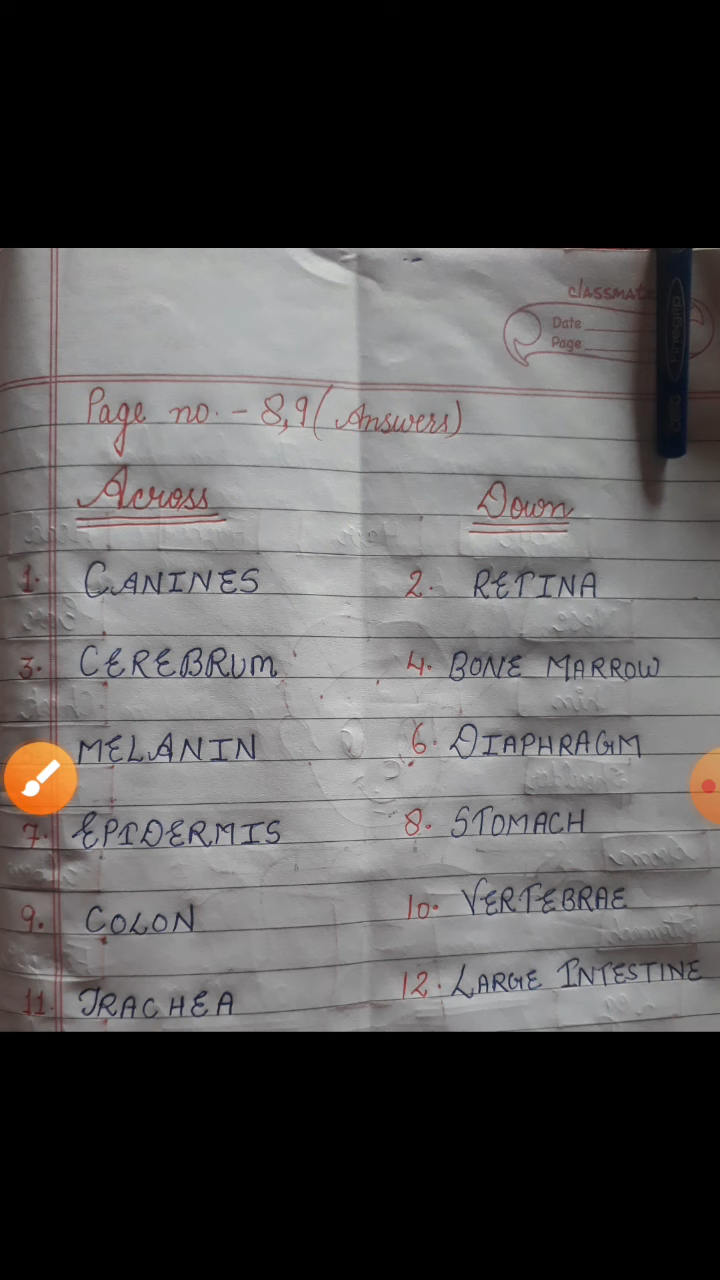 classmate
Date
Page
Page no. - 8,9 (Answers)
Across Down
1. CANINES 2. RETINA
3. CEREBRUM 4. BONE MARROW
MELANIN 6. DIAPHRAGM
7. EPIDERMIS 8. STOMACH
9. COLON 10. VERTEBRAE
11. TRACHEA 12. LARGE INTESTINE